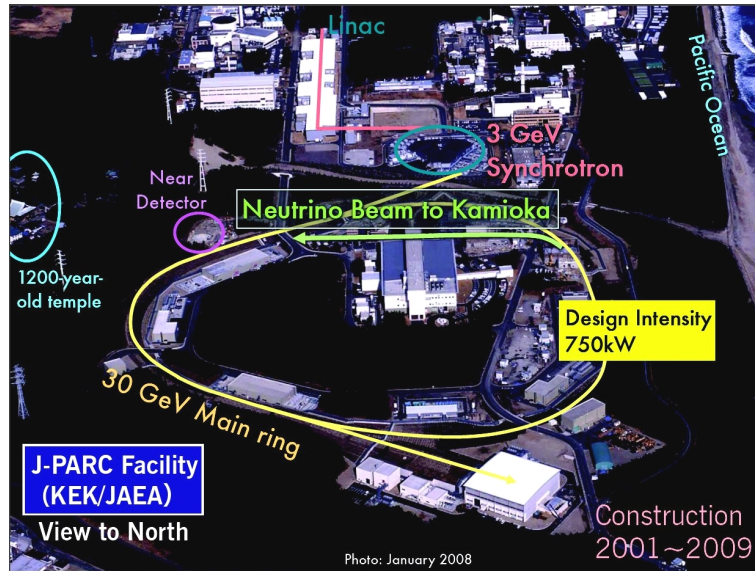 Linac
Pacific Ocean
3 GeV
Synchrotron
Near
Detector
Neutrino Beam to Kamioka
1200-year-
old temple
Design Intensity
750kW
30 GeV Main ring
J-PARC Facility
(KEK/JAEA)
View to North
Construction
2001~2009
Photo: January 2008